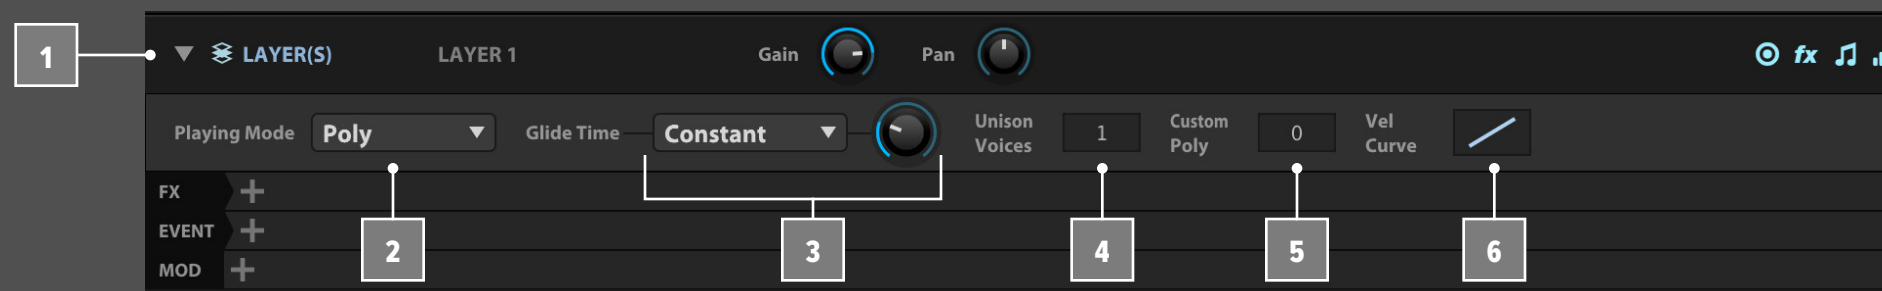 1
LAYER(S) LAYER 1 Gain Pan fx
Playing Mode Poly Glide Time Constant Unison Voices 1 Custom Poly 0 Vel Curve
FX
EVENT
MOD
2 3 4 5 6